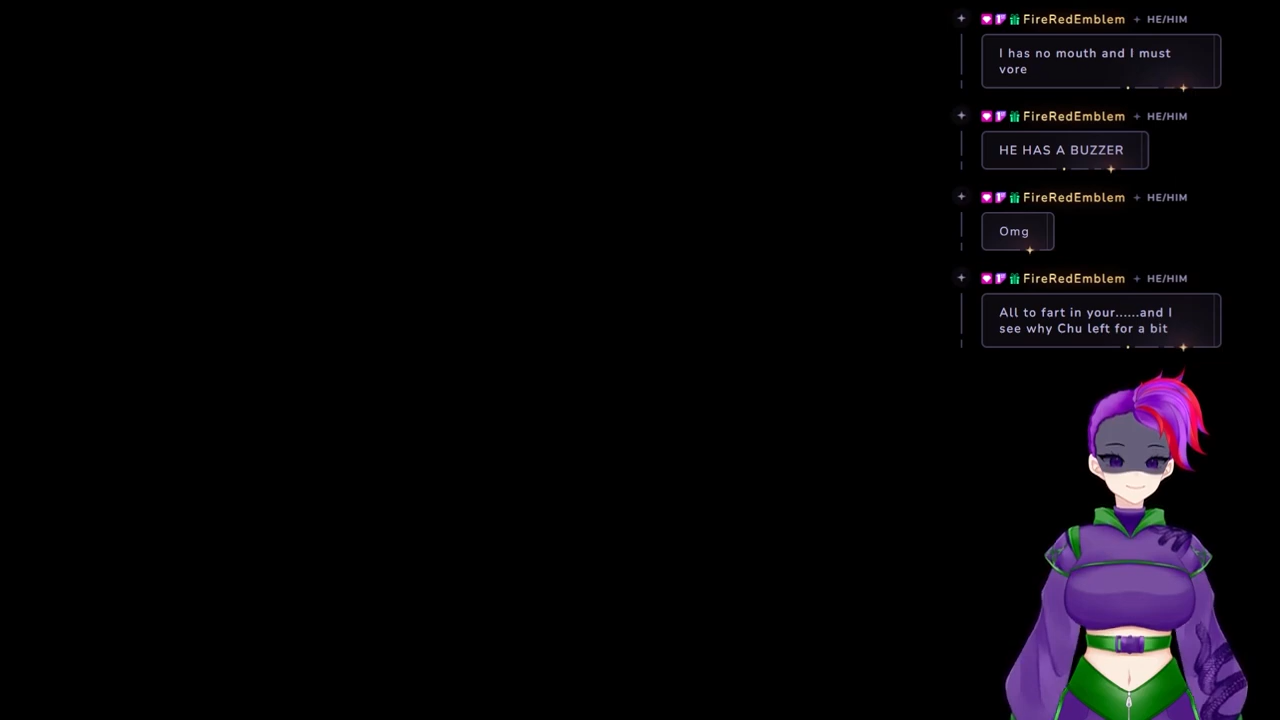 FireRedEmblem + HE/HIM
I has no mouth and I must
vore
FireRedEmblem + HE/HIM
HE HAS A BUZZER
FireRedEmblem + HE/HIM
Omg
FireRedEmblem + HE/HIM
All to fart in your......and I
see why Chu left for a bit